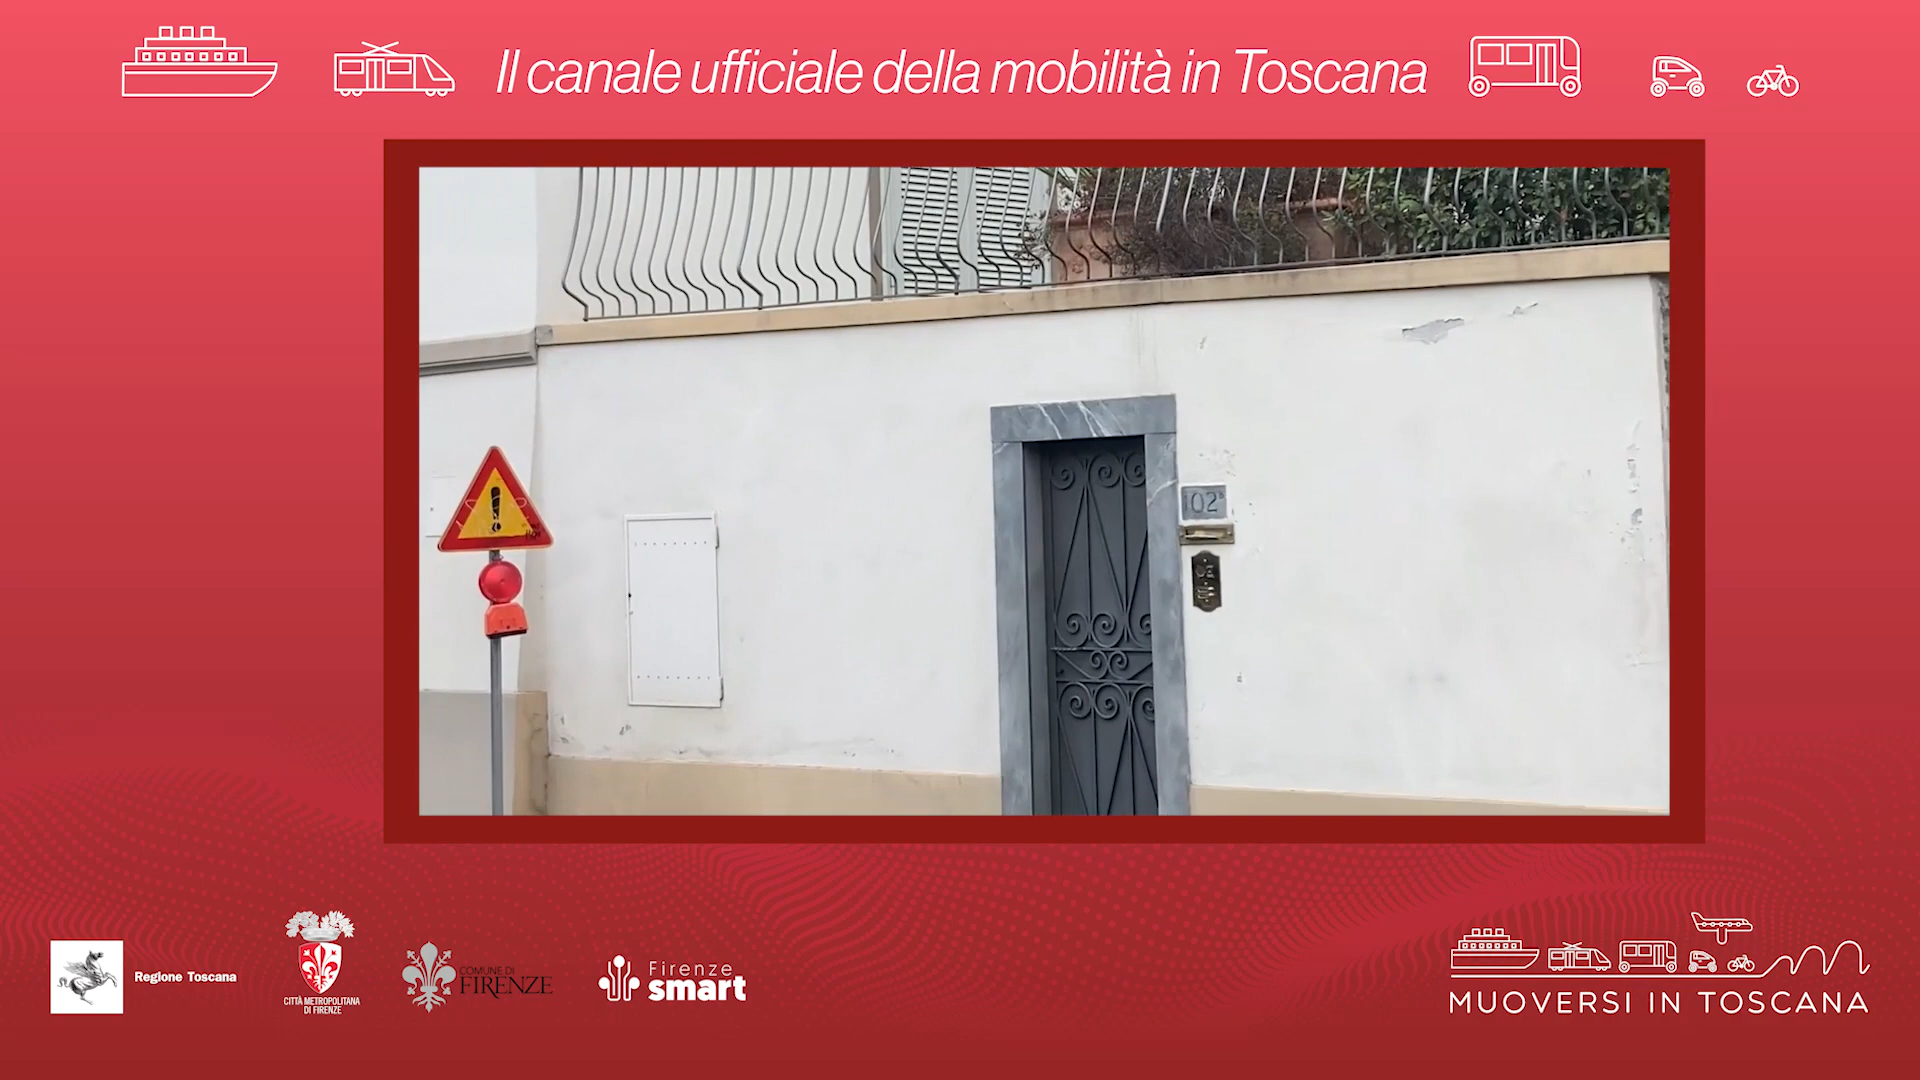 Il canale ufficiale della mobilità in Toscana
102
Regione Toscana
CITTÀ METROPOLITANA
DI FIRENZE
COMUNE DI
FIRENZE
Firenze
smart
MUOVERSI IN TOSCANA